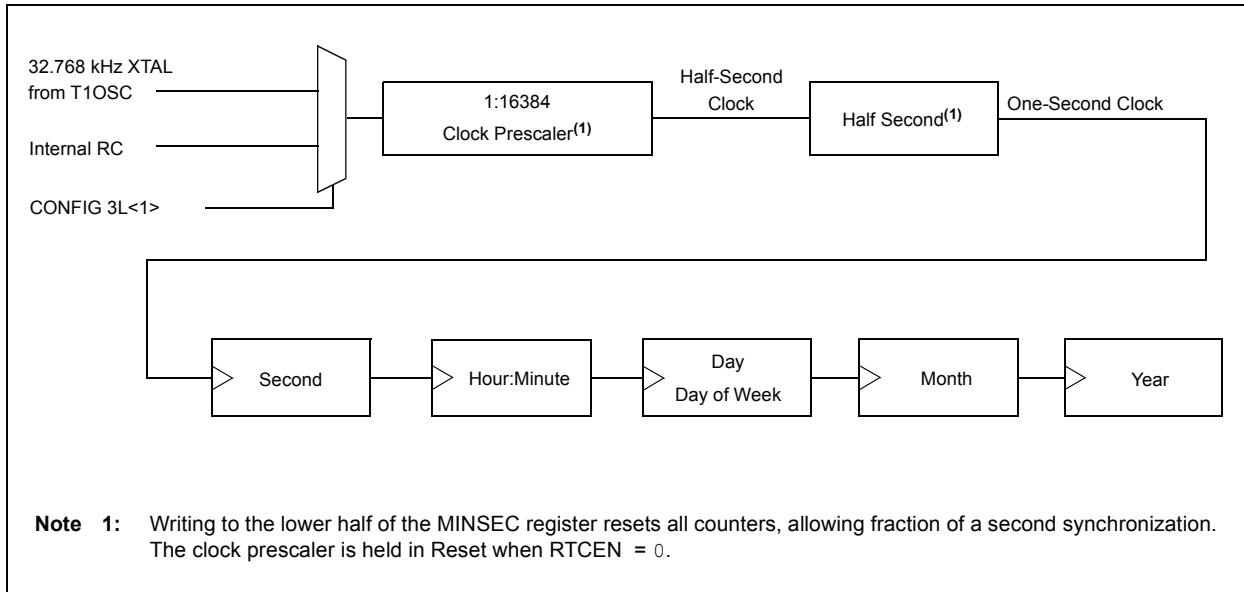 32.768 kHz XTAL
from T1OSC
Internal RC
CONFIG 3L<1>
1:16384
Clock Prescaler(1)
Half-Second
Clock
Half Second(1)
One-Second Clock
Second
Hour:Minute
Day
Day of Week
Month
Year
Note 1: Writing to the lower half of the MINSEC register resets all counters, allowing fraction of a second synchronization.
The clock prescaler is held in Reset when RTCEN = 0.